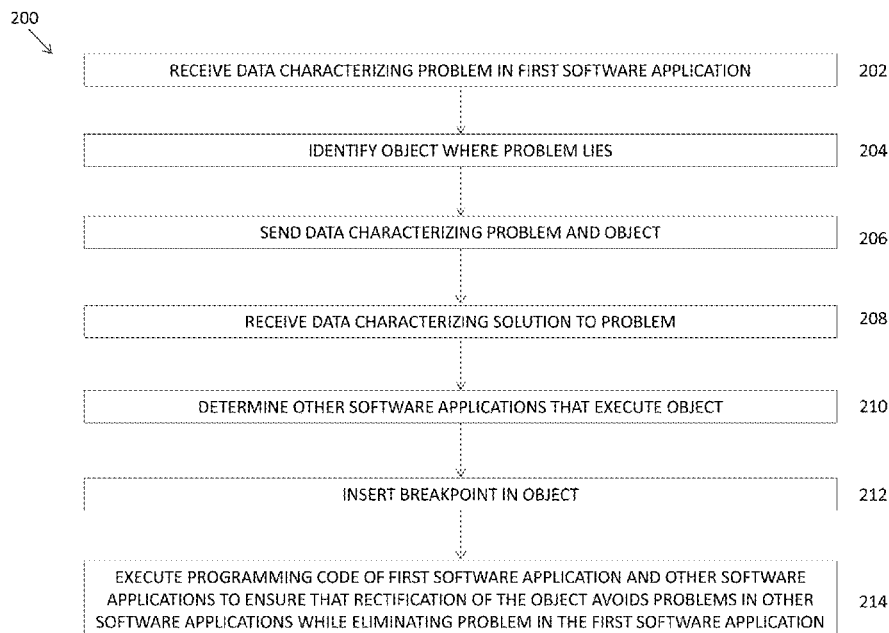 200
RECEIVE DATA CHARACTERIZING PROBLEM IN FIRST SOFTWARE APPLICATION
202
IDENTIFY OBJECT WHERE PROBLEM LIES
204
SEND DATA CHARACTERIZING PROBLEM AND OBJECT
206
RECEIVE DATA CHARACTERIZING SOLUTION TO PROBLEM
208
DETERMINE OTHER SOFTWARE APPLICATIONS THAT EXECUTE OBJECT
210
INSERT BREAKPOINT IN OBJECT
212
EXECUTE PROGRAMMING CODE OF FIRST SOFTWARE APPLICATION AND OTHER SOFTWARE
APPLICATIONS TO ENSURE THAT RECTIFICATION OF THE OBJECT AVOIDS PROBLEMS IN OTHER
SOFTWARE APPLICATIONS WHILE ELIMINATING PROBLEM IN THE FIRST SOFTWARE APPLICATION
214